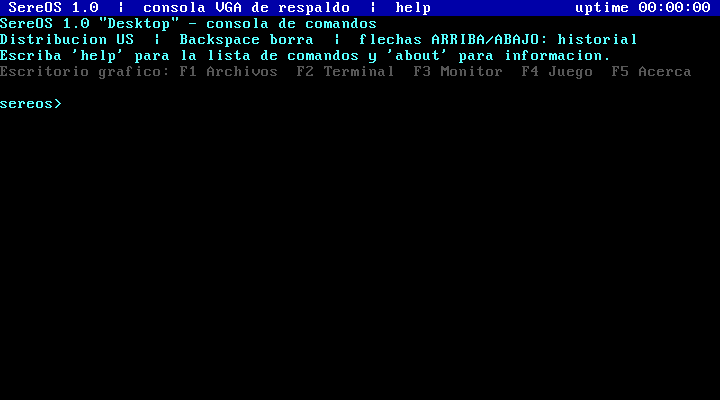 SereOS 1.0 ¦ consola VGA de respaldo ¦ help uptime 00:00:00
SereOS 1.0 "Desktop" - consola de comandos
Distribucion US ¦ Backspace borra ¦ flechas ARRIBA/ABAJO: historial
Escriba 'help' para la lista de comandos y 'about' para informacion.
Escritorio grafico: F1 Archivos F2 Terminal F3 Monitor F4 Juego F5 Acerca
sereos>